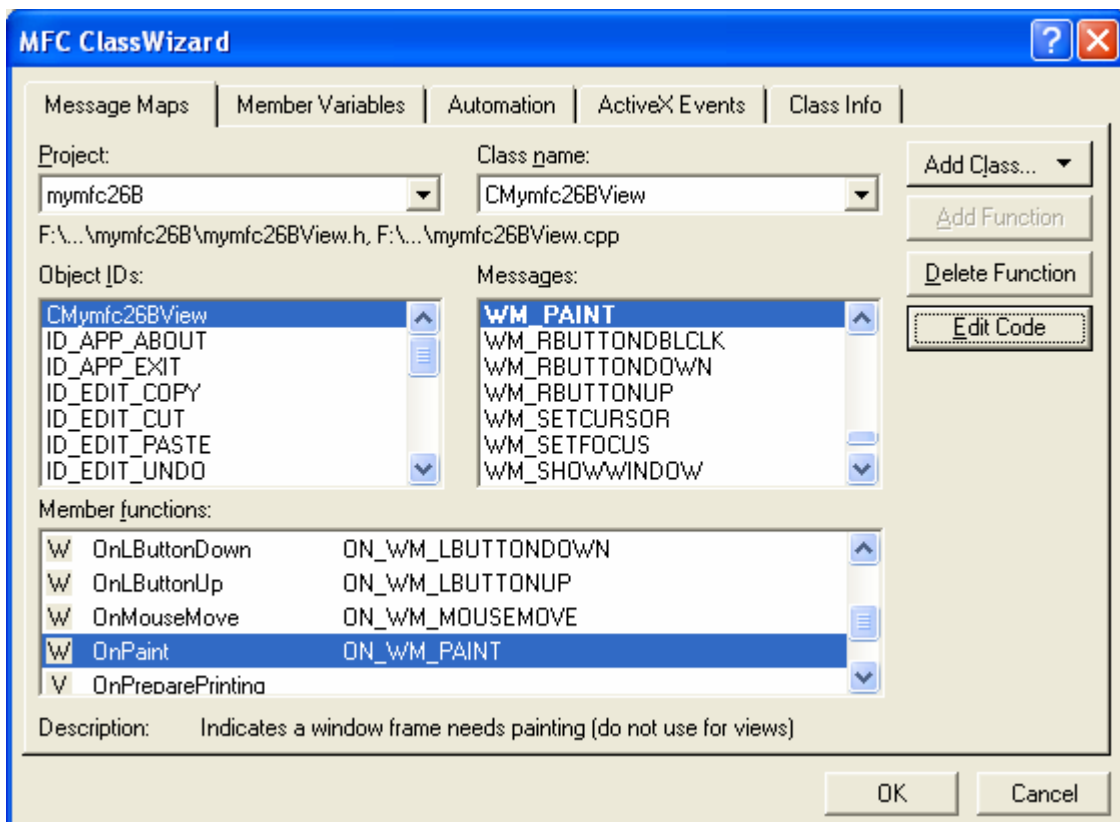 MFC ClassWizard
Message Maps Member Variables Automation ActiveX Events Class Info
Project:
mymfc26B
Class name:
CMymfc26BView
Add Class...
Add Function
Delete Function
Edit Code
F:\...\mymfc26B\mymfc26BView.h, F:\...\mymfc26BView.cpp
Object IDs:
CMymfc26BView
ID_APP_ABOUT
ID_APP_EXIT
ID_EDIT_COPY
ID_EDIT_CUT
ID_EDIT_PASTE
ID_EDIT_UNDO
Messages:
WM_PAINT
WM_RBUTTONDBLCLK
WM_RBUTTONDOWN
WM_RBUTTONUP
WM_SETCURSOR
WM_SETFOCUS
WM_SHOWWINDOW
Member functions:
W OnLButtonDown ON_WM_LBUTTONDOWN
W OnLButtonUp ON_WM_LBUTTONUP
W OnMouseMove ON_WM_MOUSEMOVE
W OnPaint ON_WM_PAINT
V OnPreparePrinting
Description: Indicates a window frame needs painting (do not use for views)
OK Cancel